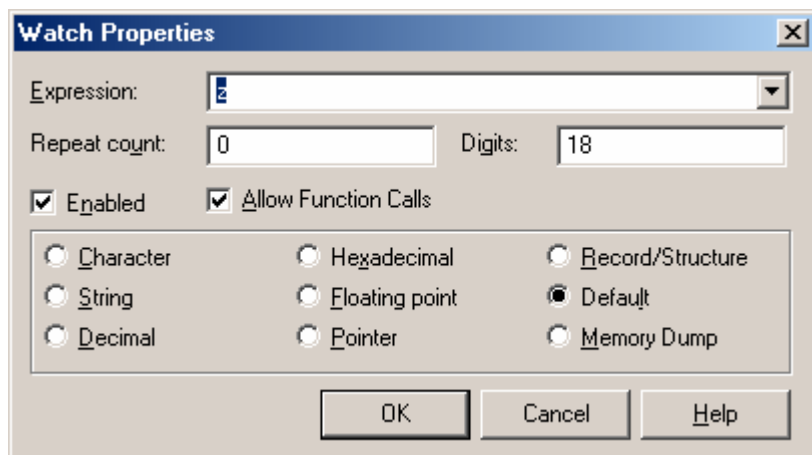 Watch Properties
Expression: z
Repeat count: 0 Digits: 18
Enabled Allow Function Calls
Character Hexadecimal Record/Structure
String Floating point Default
Decimal Pointer Memory Dump
OK Cancel Help